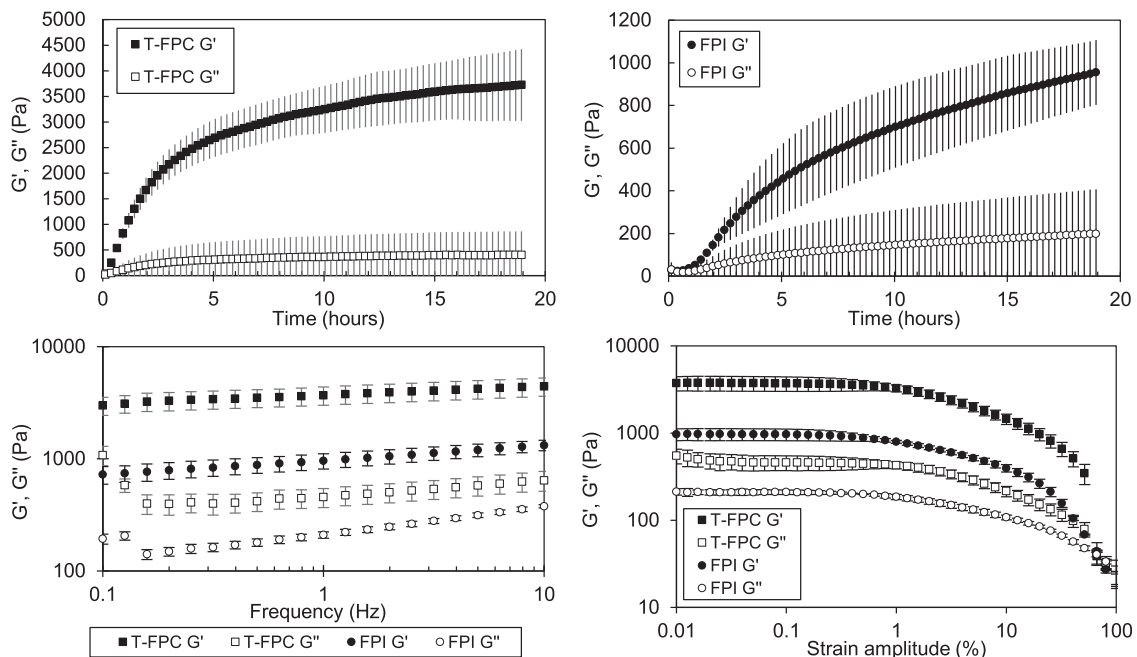 5000
4500
4000
3500
3000
2500
2000
1500
1000
500
0
G', G" (Pa)
T-FPC G'
T-FPC G"
0 5 10 15 20
Time (hours)
1200
1000
800
600
400
200
0
G', G" (Pa)
FPI G'
FPI G"
0 5 10 15 20
Time (hours)
10000
1000
100
G', G" (Pa)
0.1 1 10
Frequency (Hz)
T-FPC G' T-FPC G" FPI G' FPI G"
10000
1000
100
10
G', G" (Pa)
T-FPC G'
T-FPC G"
FPI G'
FPI G"
0.01 0.1 1 10 100
Strain amplitude (%)